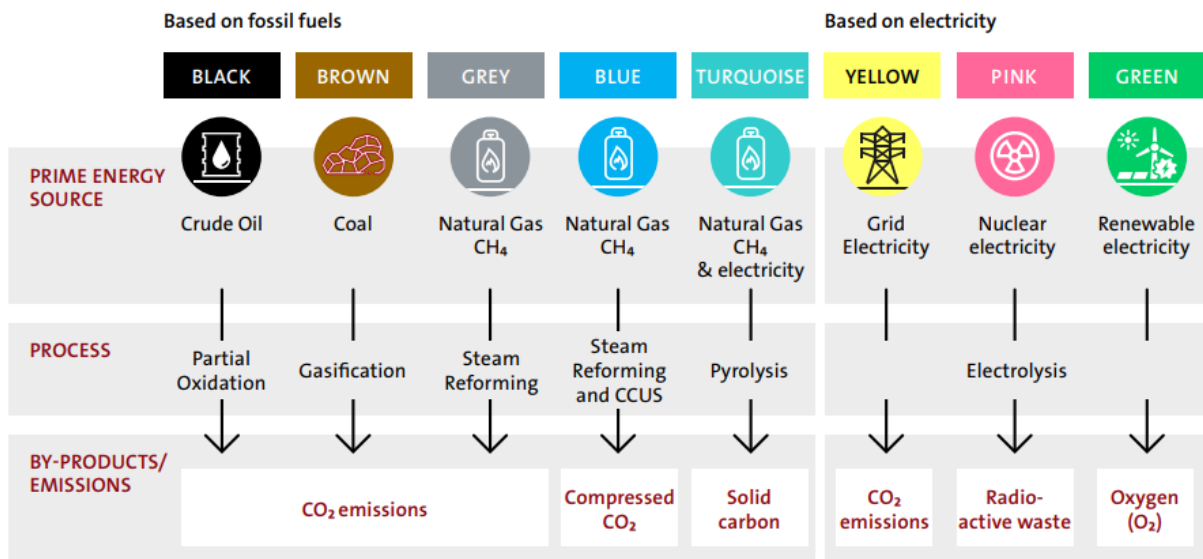 Based on fossil fuels
Based on electricity
BLACK
BROWN
GREY
BLUE
TURQUOISE
YELLOW
PINK
GREEN
PRIME ENERGY
SOURCE
Crude Oil
Coal
Natural Gas
CH₄
Natural Gas
CH₄
Natural Gas
CH₄
& electricity
Grid
Electricity
Nuclear
electricity
Renewable
electricity
PROCESS
Partial
Oxidation
Gasification
Steam
Reforming
Steam
Reforming
and CCUS
Pyrolysis
Electrolysis
BY-PRODUCTS/
EMISSIONS
CO₂ emissions
Compressed
CO₂
Solid
carbon
CO₂
emissions
Radio-
active waste
Oxygen
(O₂)